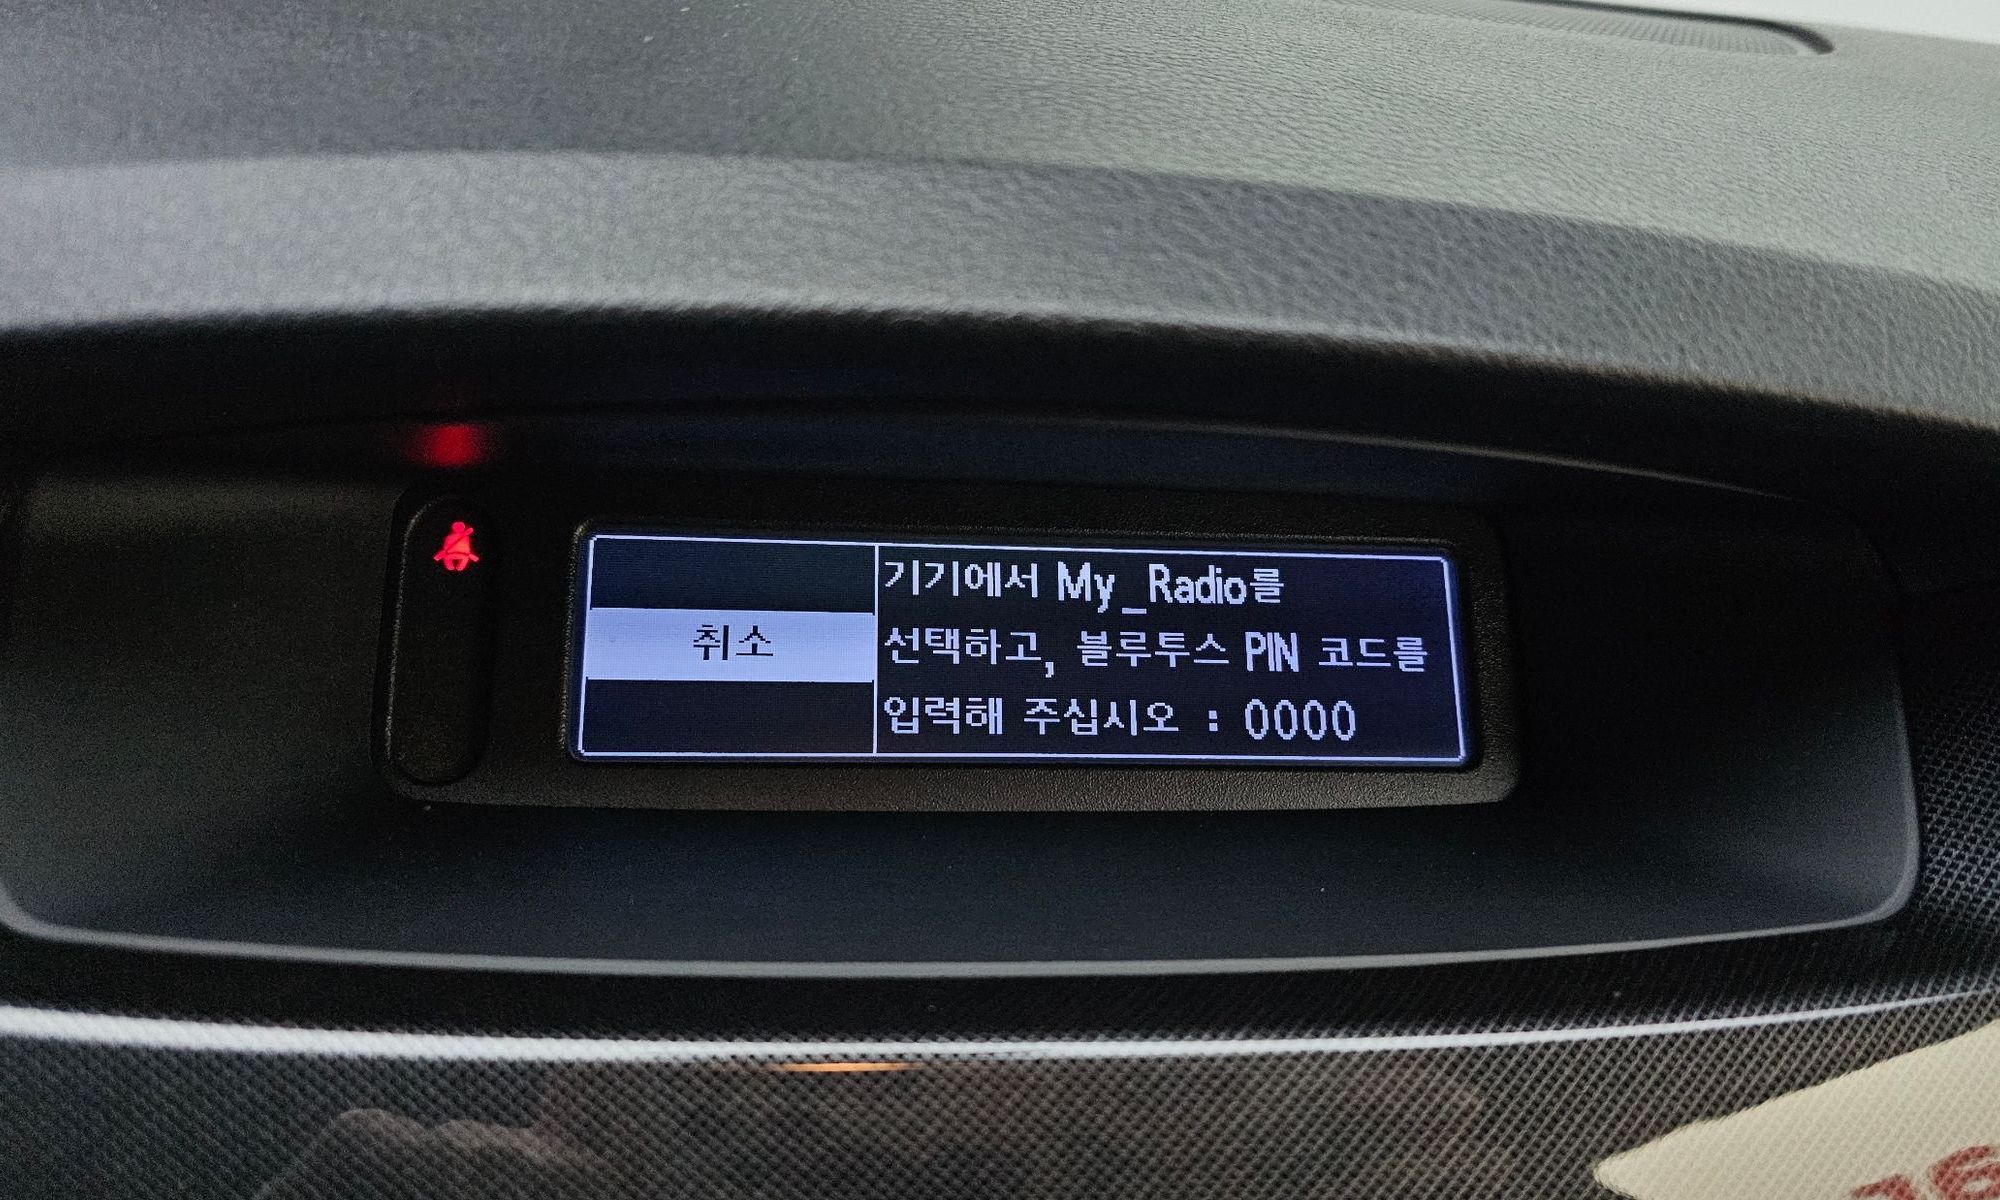 취소
기기에서 My_Radio를
선택하고, 블루투스 PIN 코드를
입력해 주십시오 : 0000